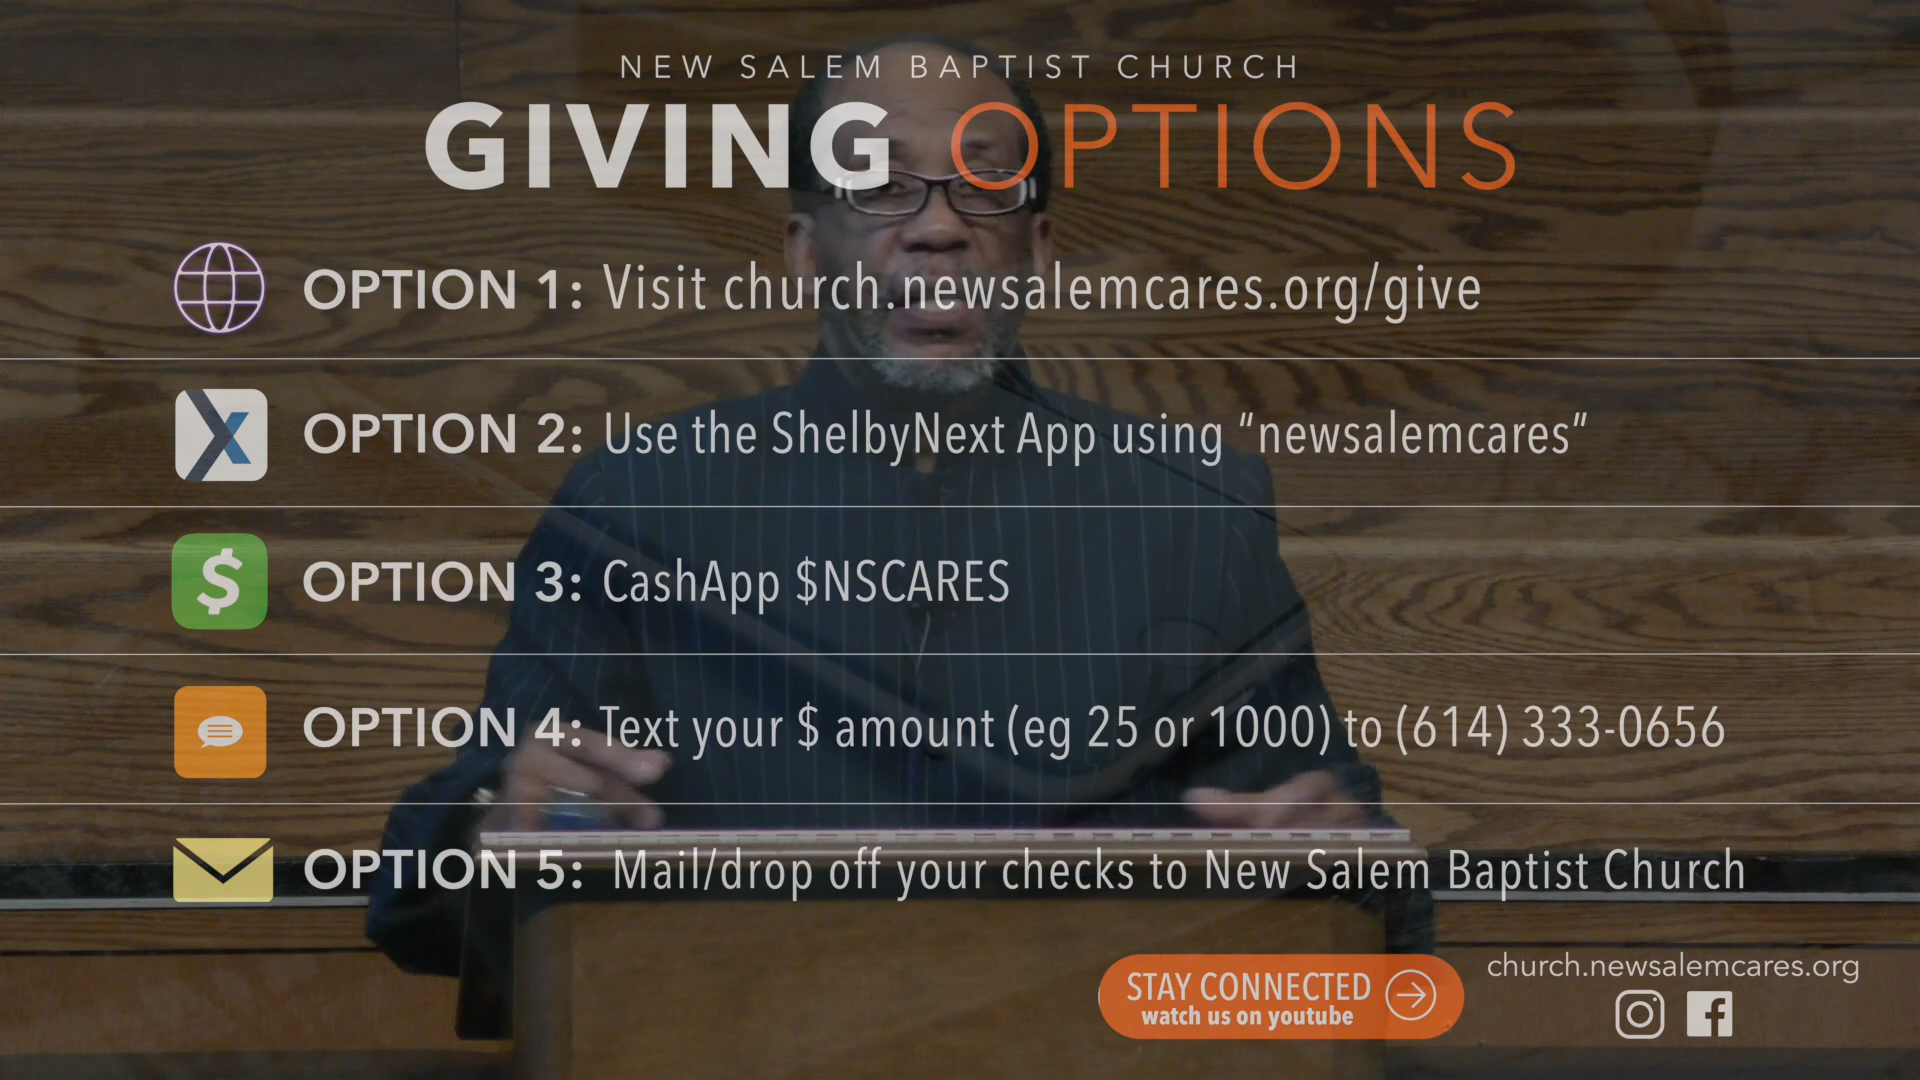 NEW SALEM BAPTIST CHURCH
GIVING OPTIONS
OPTION 1: Visit church.newsalemcares.org/give
OPTION 2: Use the ShelbyNext App using “newsalemcares“
OPTION 3: CashApp $NSCARES
OPTION 4: Text your $ amount (eg 25 or 1000) to (614) 333-0656
OPTION 5: Mail/drop off your checks to New Salem Baptist Church
STAY CONNECTED
watch us on youtube
church.newsalemcares.org